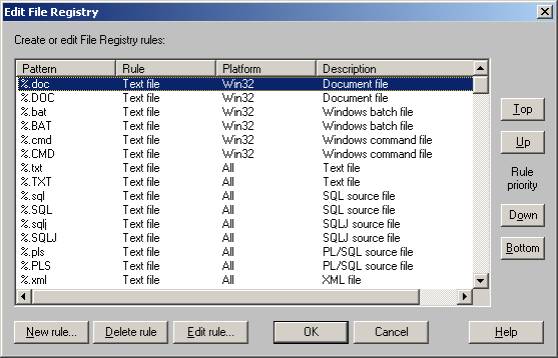 Edit File Registry
Create or edit File Registry rules:
Pattern Rule Platform Description
%.doc Text file Win32 Document file
%.DOC Text file Win32 Document file
%.bat Text file Win32 Windows batch file
%.BAT Text file Win32 Windows batch file
%.cmd Text file Win32 Windows command file
%.CMD Text file Win32 Windows command file
%.txt Text file All Text file
%.TXT Text file All Text file
%.sql Text file All SQL source file
%.SQL Text file All SQL source file
%.sqlj Text file All SQLJ source file
%.SQLJ Text file All SQLJ source file
%.pls Text file All PL/SQL source file
%.PLS Text file All PL/SQL source file
%.xml Text file All XML file
Top
Up
Rule
priority
Down
Bottom
New rule... Delete rule Edit rule... OK Cancel Help